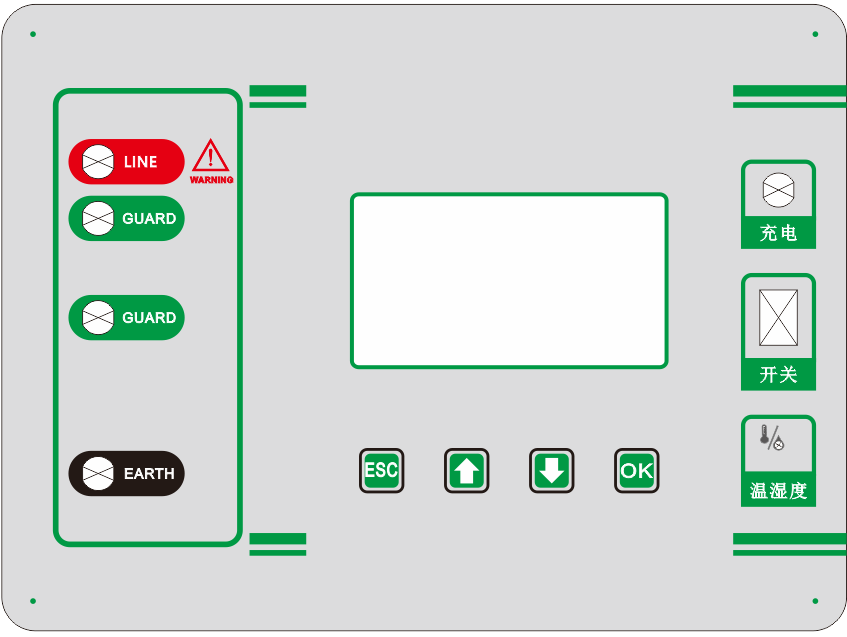 LINE
WARNING
GUARD
GUARD
EARTH
ESC
OK
充电
开关
温湿度